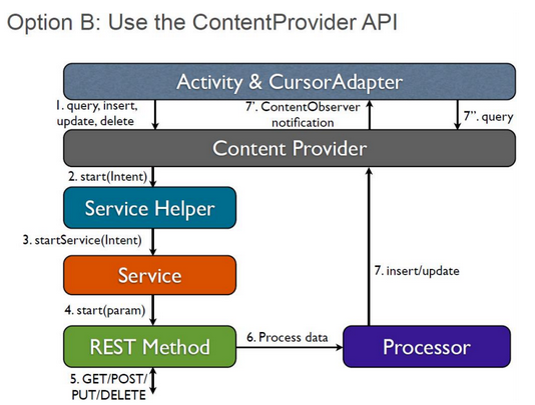 Option B: Use the ContentProvider API
Activity & CursorAdapter
1. query, insert,
update, delete
7'. ContentObserver
notification
7''. query
Content Provider
2. start(Intent)
Service Helper
3. startService(Intent)
Service
7. insert/update
4. start(param)
REST Method
6. Process data
Processor
5. GET/POST/
PUT/DELETE